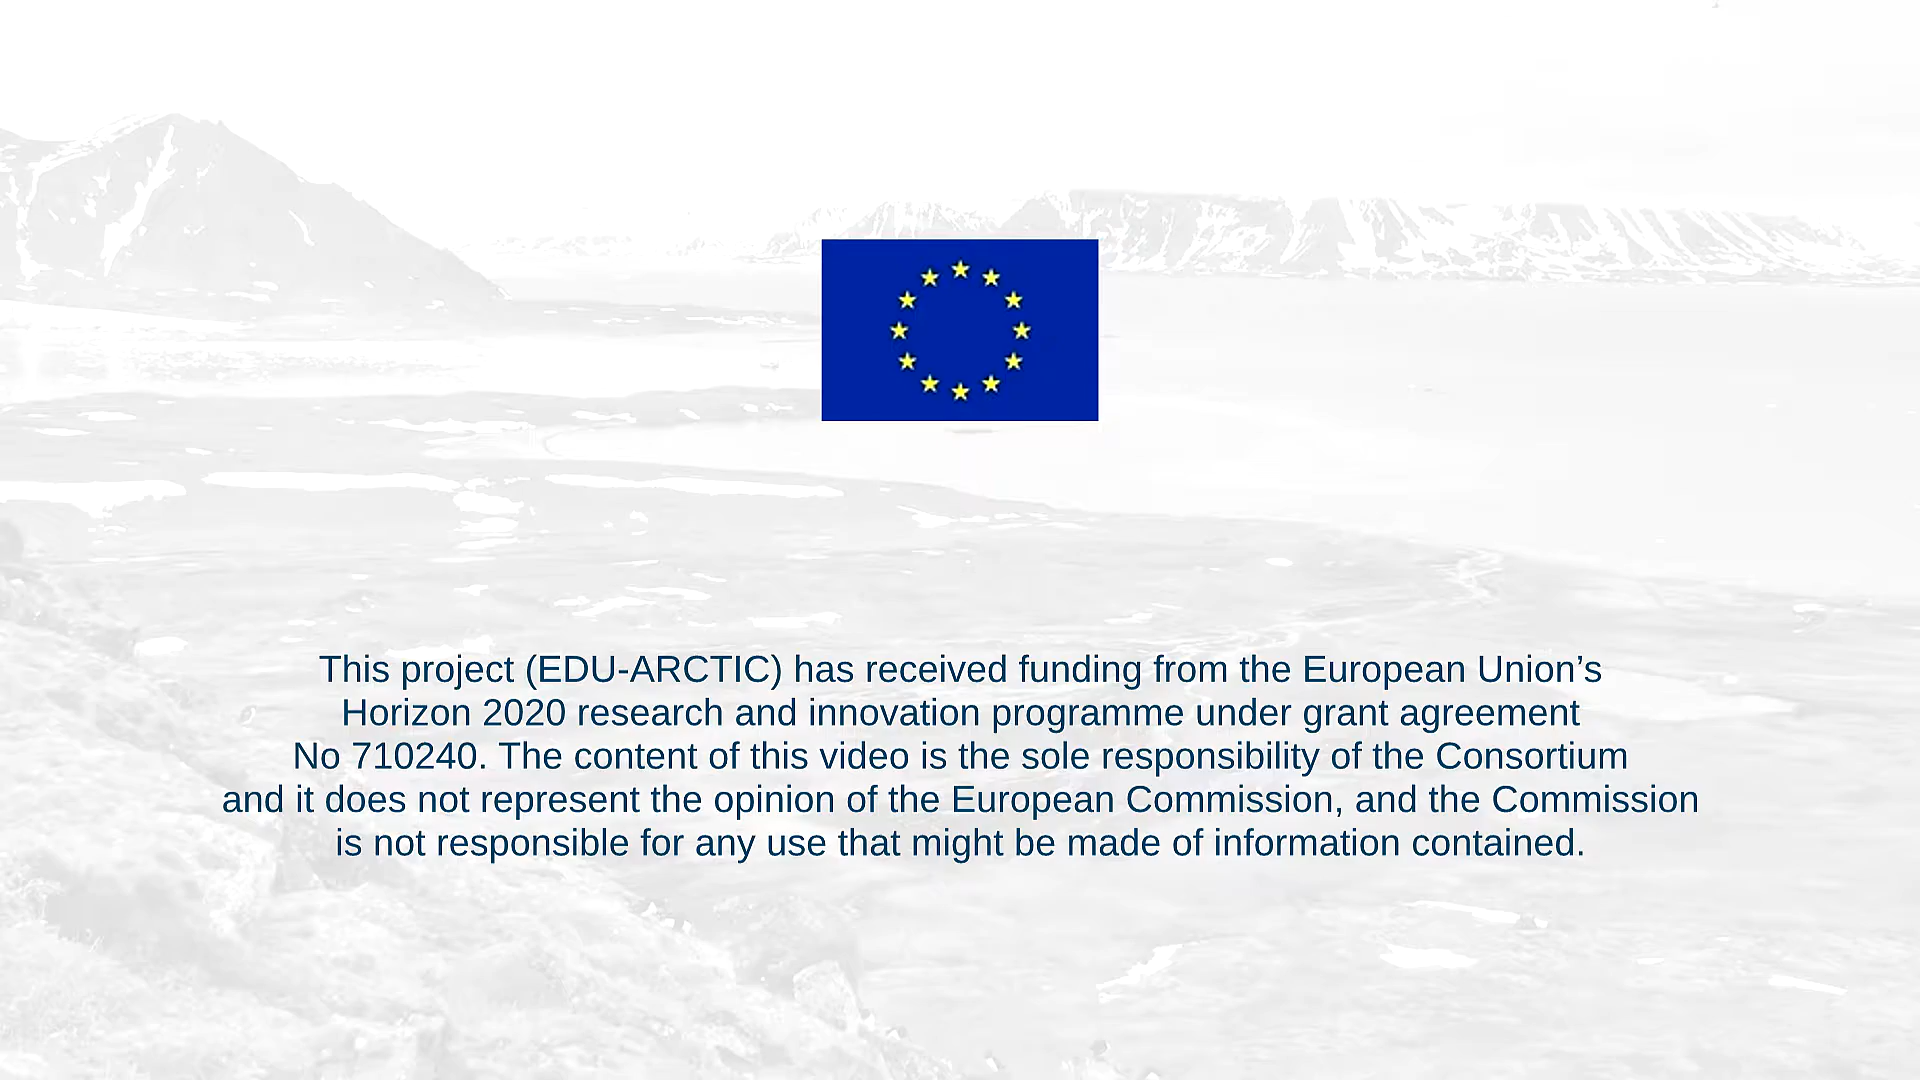 This project (EDU-ARCTIC) has received funding from the European Union’s
Horizon 2020 research and innovation programme under grant agreement
No 710240. The content of this video is the sole responsibility of the Consortium
and it does not represent the opinion of the European Commission, and the Commission
is not responsible for any use that might be made of information contained.